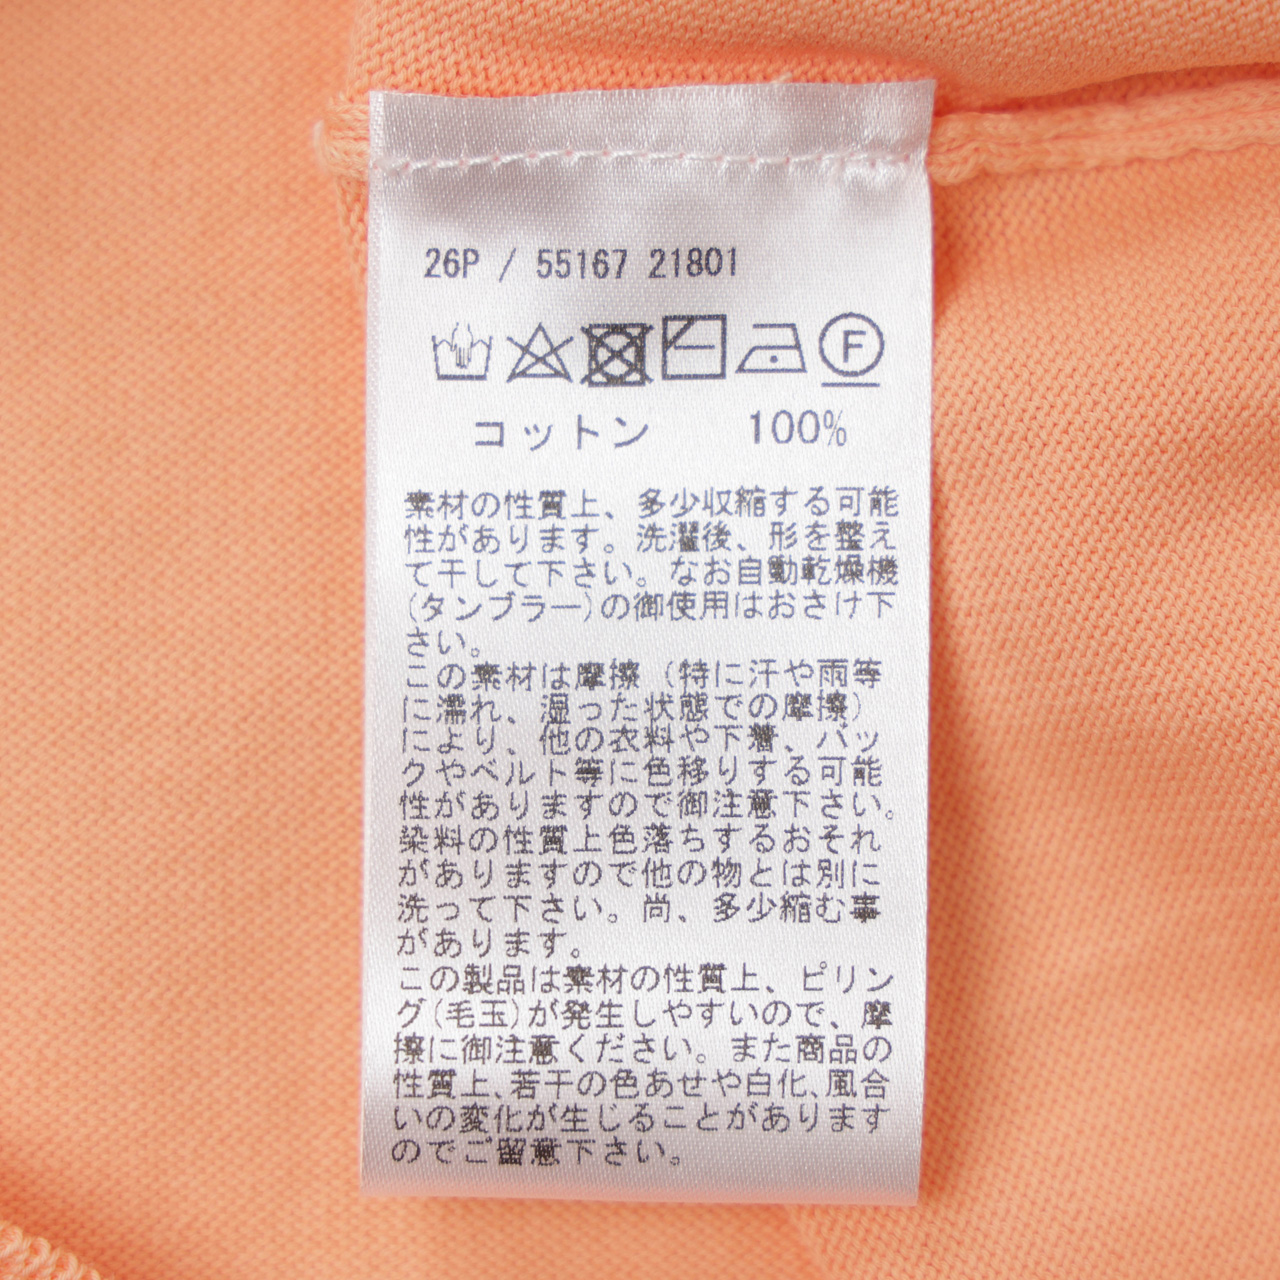 26P / 55167 21801
F
コットン 100%
素材の性質上、多少収縮する可能
性があります。洗濯後、形を整え
て干して下さい。なお自動乾燥機
(タンブラー)の御使用はおさけ下
さい。
この素材は摩擦（特に汗や雨等
に濡れ、湿った状態での摩擦）
により、他の衣料や下着、バッ
クやベルト等に色移りする可能
性がありますので御注意下さい。
染料の性質上色落ちするおそれ
がありますので他の物とは別に
洗って下さい。尚、多少縮む事
があります。
この製品は素材の性質上、ピリン
グ(毛玉)が発生しやすいので、摩
擦に御注意ください。また商品の
性質上、若干の色あせや白化、風合
いの変化が生じることがあります
のでご留意下さい。